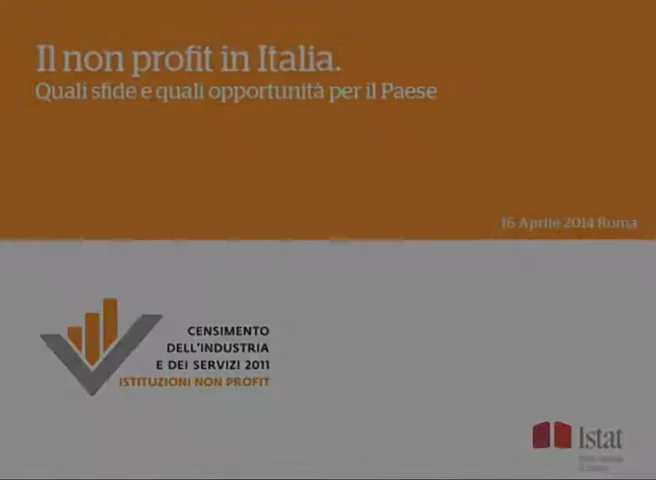 Il non profit in Italia.
Quali sfide e quali opportunità per il Paese
16 Aprile 2014 Roma
CENSIMENTO
DELL'INDUSTRIA
E DEI SERVIZI 2011
ISTITUZIONI NON PROFIT
Istat